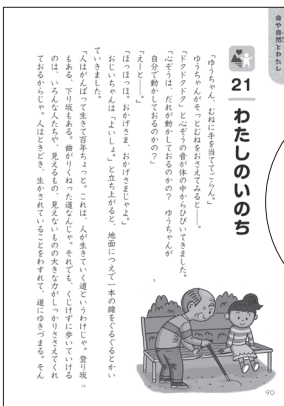 命や自然とわたし
21 わたしのいのち
「ゆうちゃん、むねに手を当ててごらん。」
ゆうちゃんがそっとむねをおさえてみると――。
「ドクドクドク」と心ぞうの音が体の中からひびいてきました。
「心ぞうは、だれが動かしておるのかの？　ゆうちゃんが
自分で動かしておるのかの？」
「えーと――。」
「ほっほっほ。おかげさま、おかげさまじゃよ。」
おじいちゃんは「よいしょ。」と立ち上がると、地面につえで一本の線をぐるぐるとかい
ていきました。
「人はがんばって生きて百年ちょっと。これは、人が生きていく道というわけじゃ。登り坂
もある。下り坂もある。曲がりくねった道なんじゃ。それでも、くじけずに歩いていける
のは、いろんな人たちや、見えるもの、見えないものの大きな力がしっかりささえてくれ
ておるからじゃ。人はときどき、生かされていることをわすれて、道にゆきづまる。そん
90